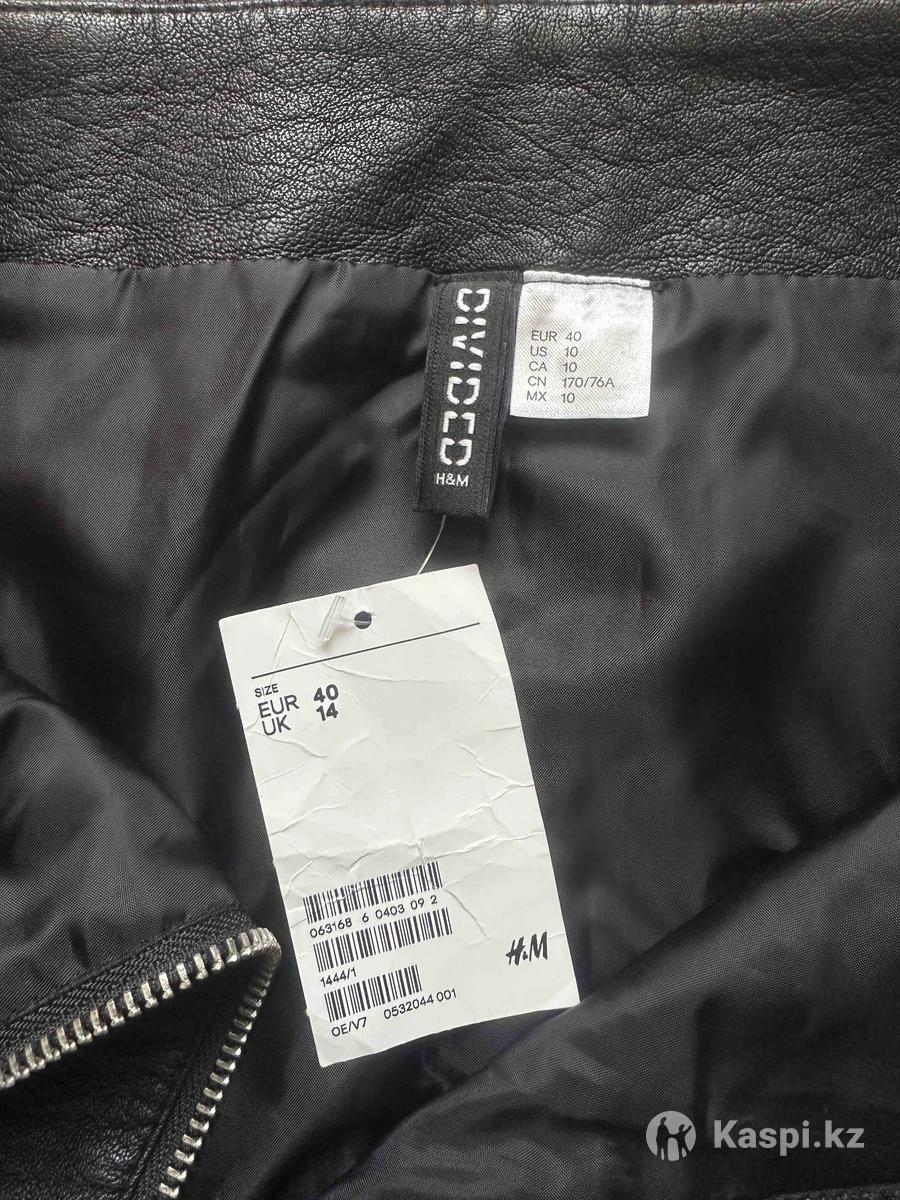 DIVIDED
H&M
EUR 40
US 10
CA 10
CN 170/76A
MX 10
SIZE
EUR 40
UK 14
063168 6 0403 09 2
1444/1
OE/V7 0532044 001
H&M
Kaspi.kz